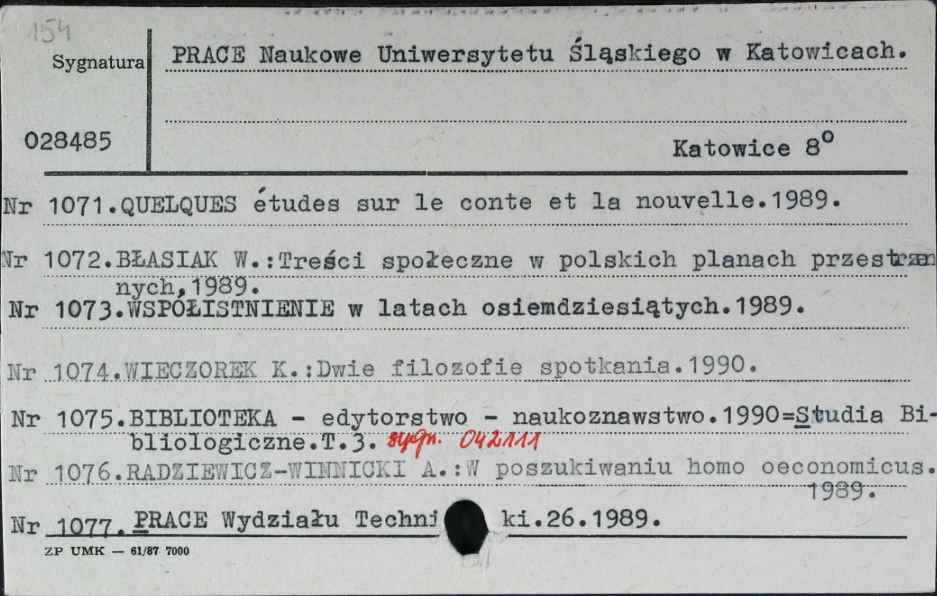 154
Sygnatura
PRACE Naukowe Uniwersytetu Śląskiego w Katowicach.
028485
Katowice 8º
Nr 1071.QUELQUES études sur le conte et la nouvelle.1989.
Nr 1072.BŁASIAK W.:Treści społeczne w polskich planach przestrzen
nych,1989.
Nr 1073.WSPÓŁISTNIENIE w latach osiemdziesiątych.1989.
Nr 1074.WIECZOREK K.:Dwie filozofie spotkania.1990.
Nr 1075.BIBLIOTEKA - edytorstwo - naukoznawstwo.1990=Studia Bi-
bliologiczne.T.3. sygn. 042111
Nr 1076.RADZIEWICZ-WINNICKI A.:W poszukiwaniu homo oeconomicus.
1989.
Nr 1077. PRACE Wydziału Techni ki.26.1989.
ZP UMK — 61/87 7000